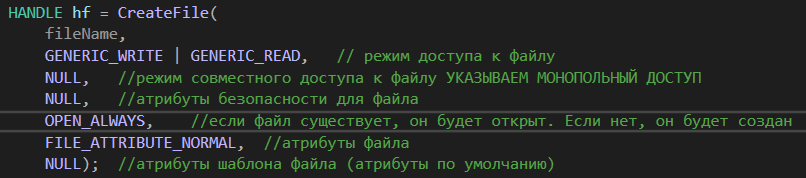 HANDLE hf = CreateFile(
fileName,
GENERIC_WRITE | GENERIC_READ, // режим доступа к файлу
NULL, //режим совместного доступа к файлу УКАЗЫВАЕМ МОНОПОЛЬНЫЙ ДОСТУП
NULL, //атрибуты безопасности для файла
OPEN_ALWAYS, //если файл существует, он будет открыт. Если нет, он будет создан
FILE_ATTRIBUTE_NORMAL, //атрибуты файла
NULL); //атрибуты шаблона файла (атрибуты по умолчанию)